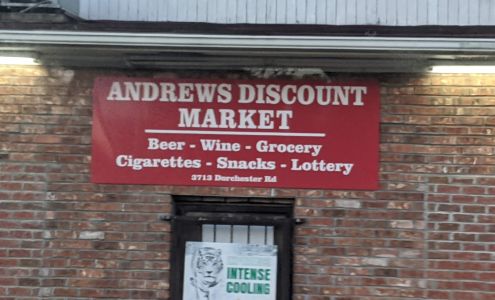 ANDREWS DISCOUNT
MARKET
Beer - Wine - Grocery
Cigarettes - Snacks - Lottery
3713 Dorchester Rd
INTENSE
COOLING